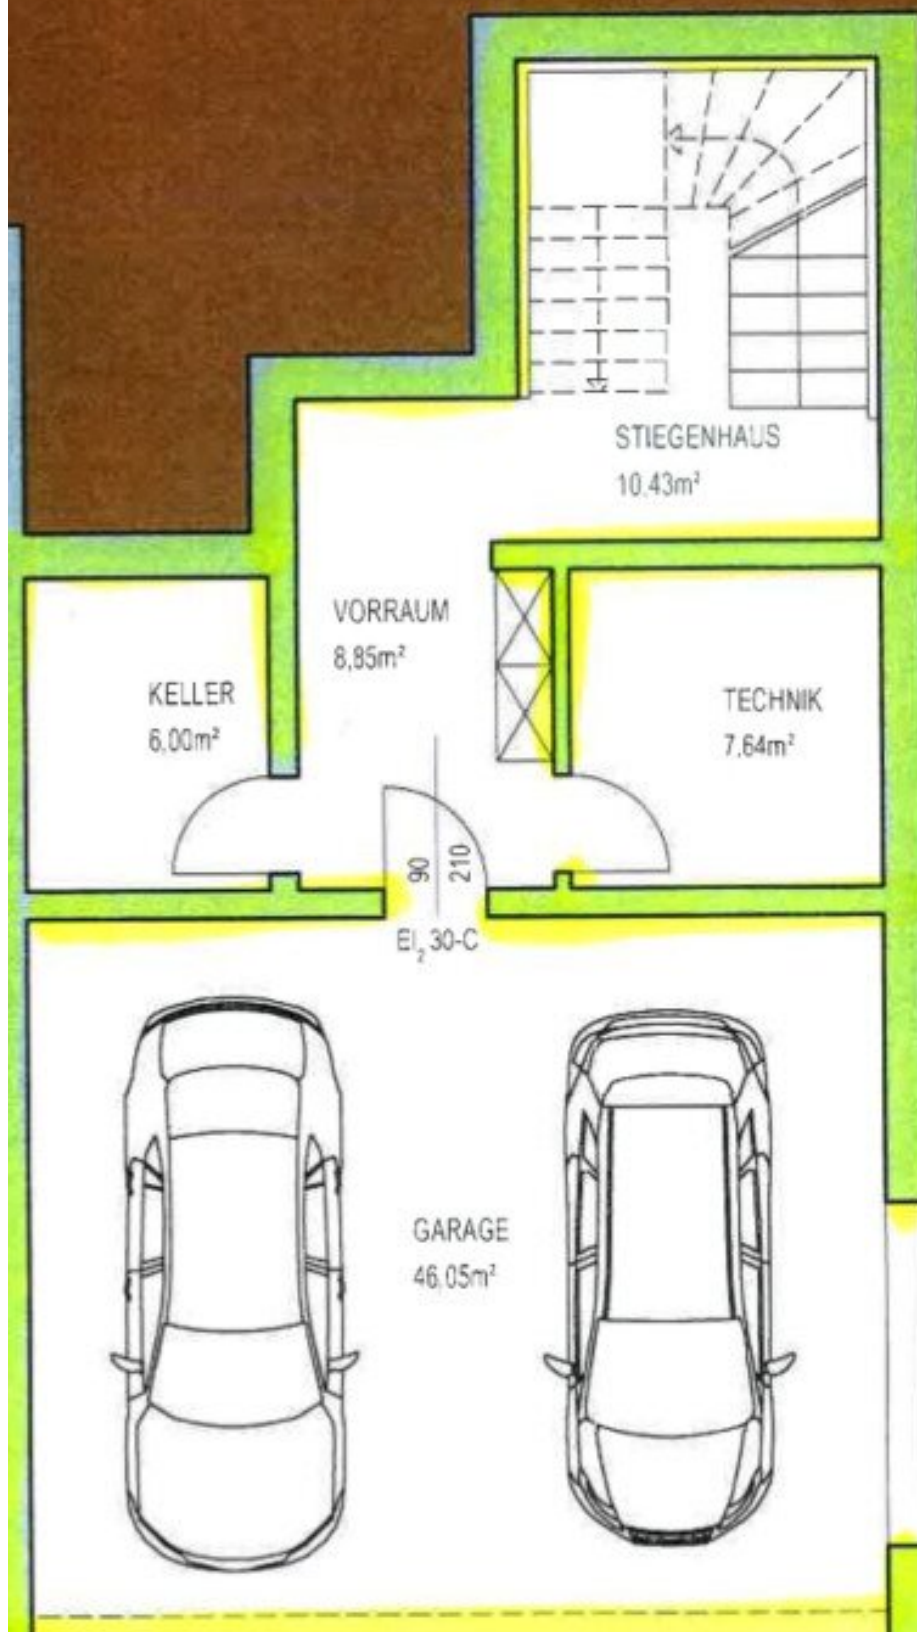 STIEGENHAUS
10.43m²
VORRAUM
8,85m²
KELLER
6,00m²
TECHNIK
7.64m²
90
210
EI₂ 30-C
GARAGE
46,05m²